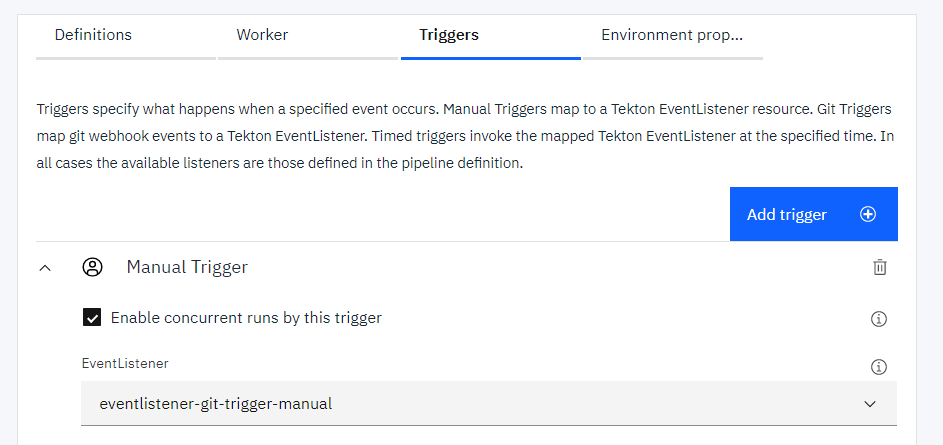 Definitions
Worker
Triggers
Environment prop...
Triggers specify what happens when a specified event occurs. Manual Triggers map to a Tekton EventListener resource. Git Triggers
map git webhook events to a Tekton EventListener. Timed triggers invoke the mapped Tekton EventListener at the specified time. In
all cases the available listeners are those defined in the pipeline definition.
Add trigger
Manual Trigger
Enable concurrent runs by this trigger
EventListener
eventlistener-git-trigger-manual